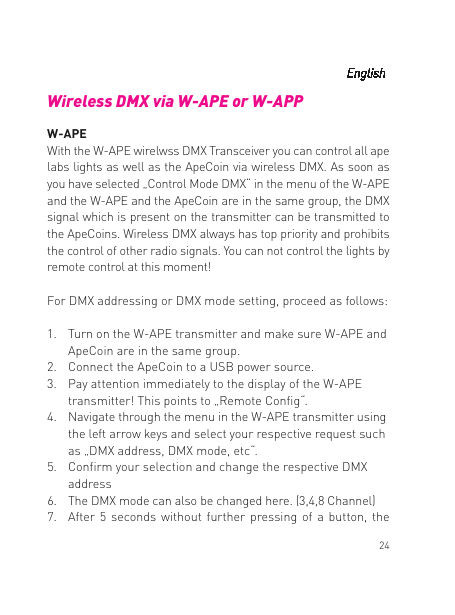 English
Wireless DMX via W-APE or W-APP
W-APE
With the W-APE wirelwss DMX Transceiver you can control all ape
labs lights as well as the ApeCoin via wireless DMX. As soon as
you have selected „Control Mode DMX“ in the menu of the W-APE
and the W-APE and the ApeCoin are in the same group, the DMX
signal which is present on the transmitter can be transmitted to
the ApeCoins. Wireless DMX always has top priority and prohibits
the control of other radio signals. You can not control the lights by
remote control at this moment!
For DMX addressing or DMX mode setting, proceed as follows:
1. Turn on the W-APE transmitter and make sure W-APE and
ApeCoin are in the same group.
2. Connect the ApeCoin to a USB power source.
3. Pay attention immediately to the display of the W-APE
transmitter! This points to „Remote Config“.
4. Navigate through the menu in the W-APE transmitter using
the left arrow keys and select your respective request such
as „DMX address, DMX mode, etc“.
5. Confirm your selection and change the respective DMX
address
6. The DMX mode can also be changed here. (3,4,8 Channel)
7. After 5 seconds without further pressing of a button, the
24